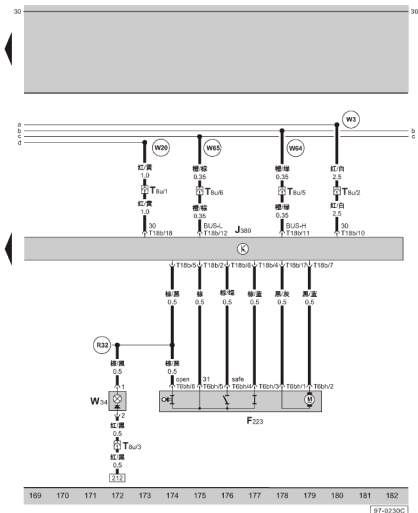 30 30
a
b b
c c
d
W20 W65 W64 W3
红/黄 橙/棕 橙/绿 红/白
1.0 0.35 0.35 2.5
T8u/1 T8u/6 T8u/5 T8u/2
红/黄 橙/棕 橙/绿 红/白
1.0 0.35 0.35 2.5
30 BUS-L BUS-H 30
T18b/18 T18b/12 J389 T18b/11 T18b/10
k
T18b/5 T18b/2 T18b/6 T18b/4 T18b/17 T18b/7
棕/黑 棕 棕/绿 棕/蓝 黑/灰 黑/蓝
0.5 0.5 0.5 0.5 0.5 0.5
R32
棕/黑 棕/黑
0.5 0.5
open 31 safe
1 T6bh/6 T6bh/5 T6bh/4 T6bh/3 T6bh/1 T6bh/2
W34 M
2 F223
红/黑
0.5
T8u/3
红/黑
0.5
212
169 170 171 172 173 174 175 176 177 178 179 180 181 182
97-0230C